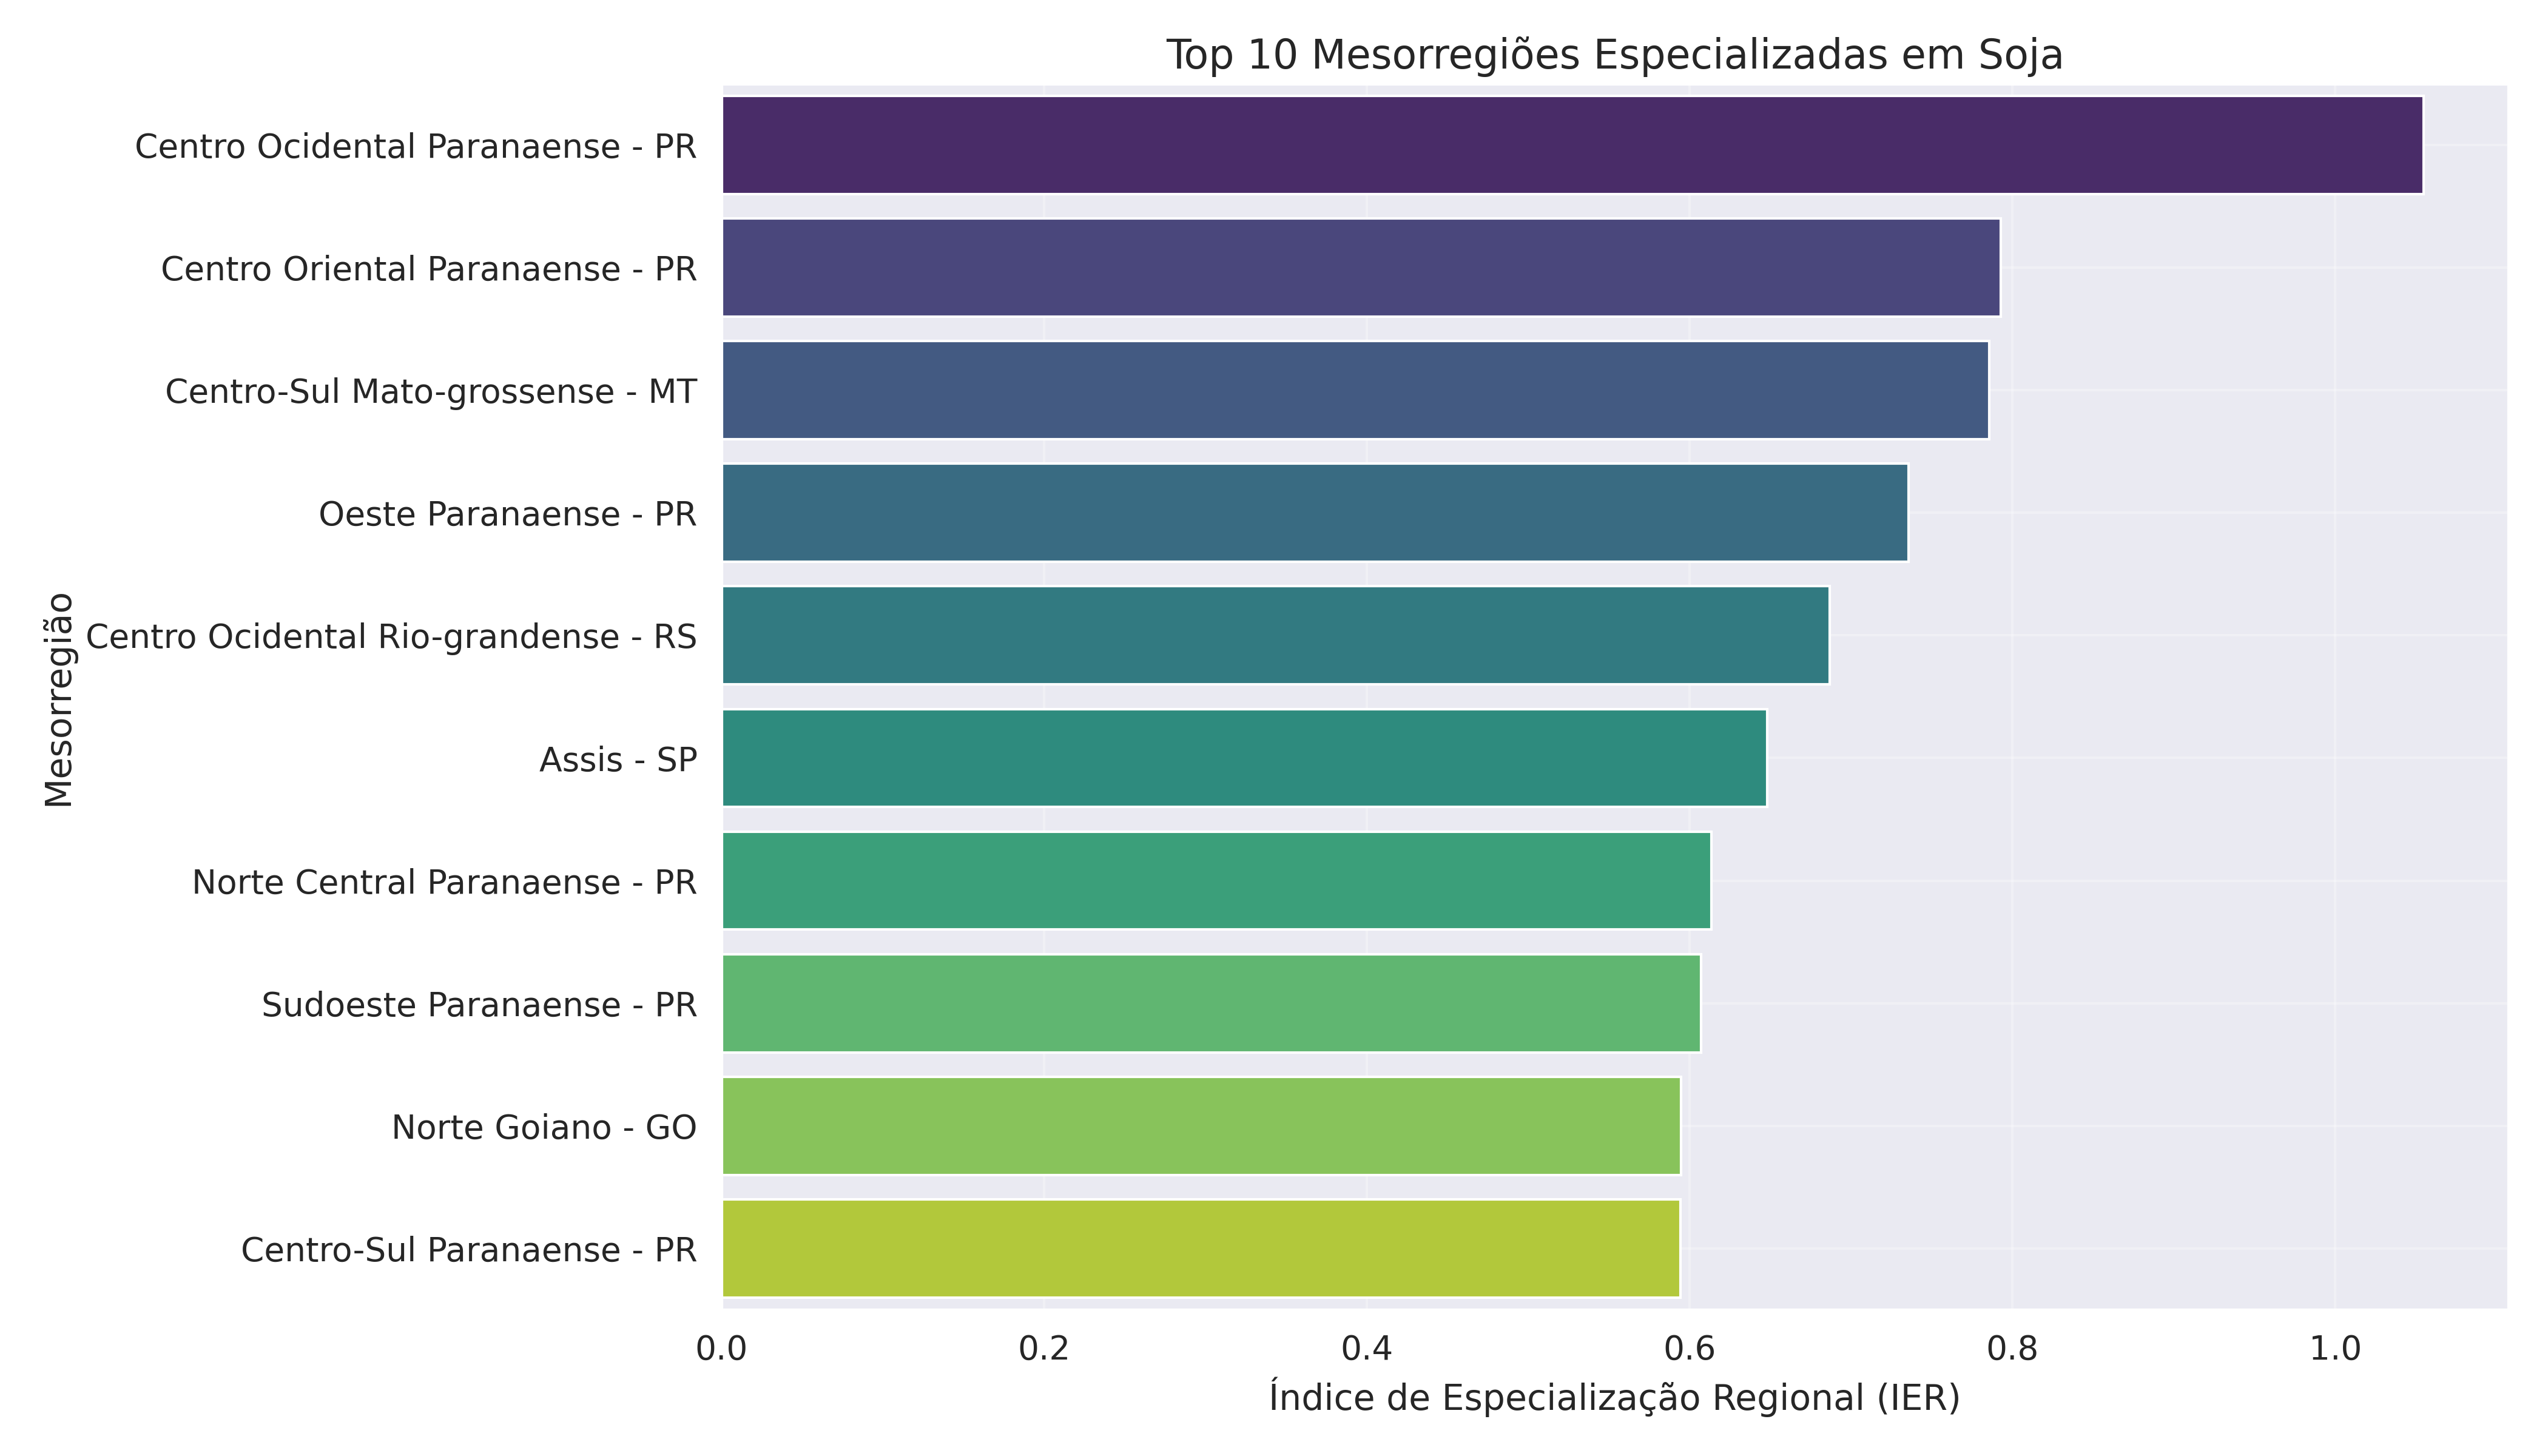 Top 10 Mesorregiões Especializadas em Soja
Mesorregião
Centro Ocidental Paranaense - PR
Centro Oriental Paranaense - PR
Centro-Sul Mato-grossense - MT
Oeste Paranaense - PR
Centro Ocidental Rio-grandense - RS
Assis - SP
Norte Central Paranaense - PR
Sudoeste Paranaense - PR
Norte Goiano - GO
Centro-Sul Paranaense - PR
0.0 0.2 0.4 0.6 0.8 1.0
Índice de Especialização Regional (IER)